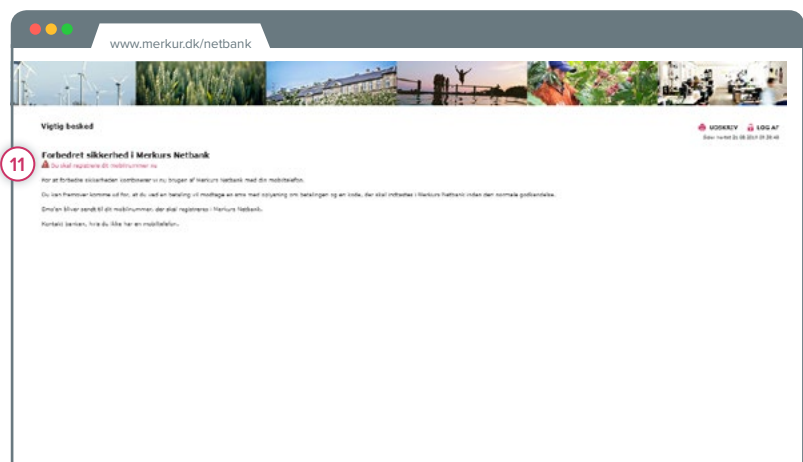 www.merkur.dk/netbank
Vigtig besked
UDSKRIV LOG AF
11
Forbedret sikkerhed i Merkurs Netbank
Du skal registrere dit mobilnummer nu
For at forbedre sikkerheden kombinerer vi nu brugen af Merkurs Netbank med din mobiltelefon.
Du kan fremover komme ud for, at du ved en betaling vil modtage en sms med oplysning om betalingen og en kode, der skal indtastes i Merkurs Netbank inden den normale godkendelse.
Sms'en bliver sendt til dit mobilnummer, der skal registreres i Merkurs Netbank.
Kontakt banken, hvis du ikke har en mobiltelefon.